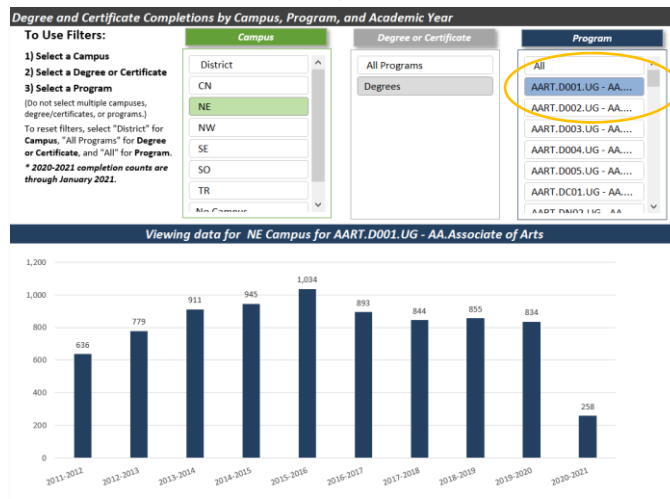 Degree and Certificate Completions by Campus, Program, and Academic Year
To Use Filters:
1) Select a Campus
2) Select a Degree or Certificate
3) Select a Program
(Do not select multiple campuses,
degree/certificates, or programs.)
To reset filters, select "District" for
Campus, "All Programs" for Degree
or Certificate, and "All" for Program.
* 2020-2021 completion counts are
through January 2021.
Campus
District
CN
NE
NW
SE
SO
TR
No Campus
Degree or Certificate
All Programs
Degrees
Program
All
AART.D001.UG - AA....
AART.D002.UG - AA....
AART.D003.UG - AA....
AART.D004.UG - AA....
AART.D005.UG - AA....
AART.DC01.UG - AA....
AART.DN02.UG - AA
Viewing data for NE Campus for AART.D001.UG - AA.Associate of Arts
1,200
1,000
800
600
400
200
0
636
779
911
945
1,034
893
844
855
834
258
2011-2012
2012-2013
2013-2014
2014-2015
2015-2016
2016-2017
2017-2018
2018-2019
2019-2020
2020-2021